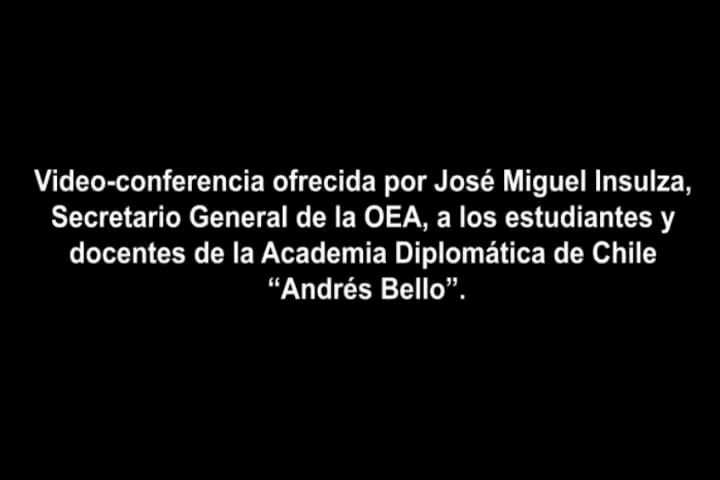 Video-conferencia ofrecida por José Miguel Insulza,
Secretario General de la OEA, a los estudiantes y
docentes de la Academia Diplomática de Chile
“Andrés Bello”.